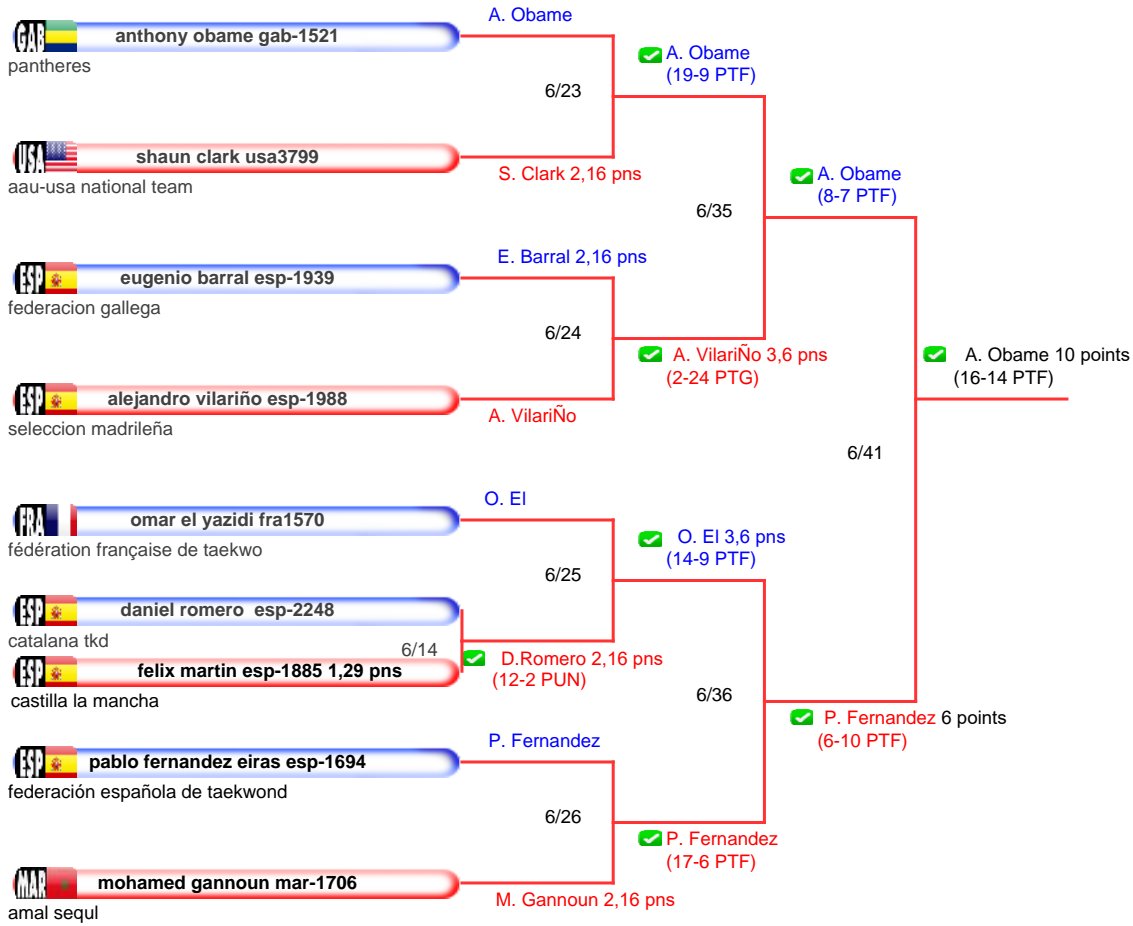 A. Obame
GAB anthony obame gab-1521
pantheres
A. Obame
(19-9 PTF)
6/23
USA shaun clark usa3799
aau-usa national team
S. Clark 2,16 pns
A. Obame
(8-7 PTF)
6/35
E. Barral 2,16 pns
ESP eugenio barral esp-1939
federacion gallega
6/24
A. VilariÑo 3,6 pns
(2-24 PTG)
A. Obame 10 points
(16-14 PTF)
ESP alejandro vilariño esp-1988
seleccion madrileña
A. VilariÑo
6/41
O. El
FRA omar el yazidi fra1570
fédération française de taekwo
O. El 3,6 pns
(14-9 PTF)
6/25
ESP daniel romero esp-2248
catalana tkd
6/14
ESP felix martin esp-1885 1,29 pns
castilla la mancha
D.Romero 2,16 pns
(12-2 PUN)
6/36
P. Fernandez 6 points
(6-10 PTF)
P. Fernandez
ESP pablo fernandez eiras esp-1694
federación española de taekwond
6/26
P. Fernandez
(17-6 PTF)
MAR mohamed gannoun mar-1706
amal sequl
M. Gannoun 2,16 pns